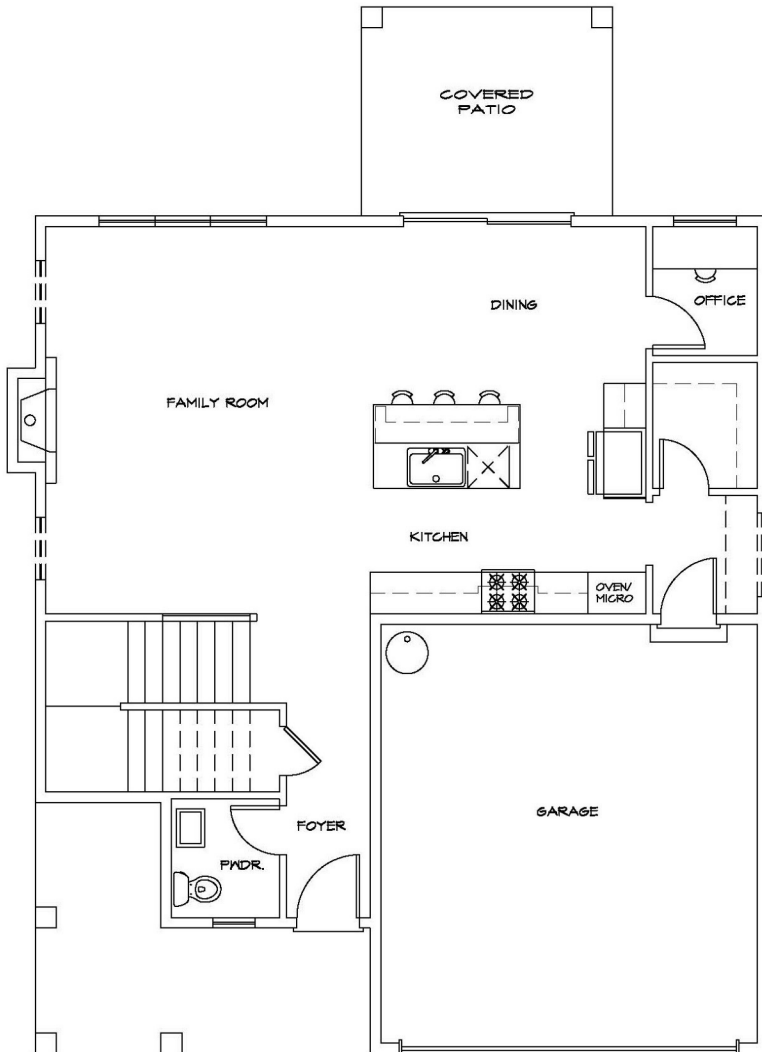 COVERED
PATIO
DINING
OFFICE
FAMILY ROOM
KITCHEN
OVEN/
MICRO
GARAGE
FOYER
PWDR.